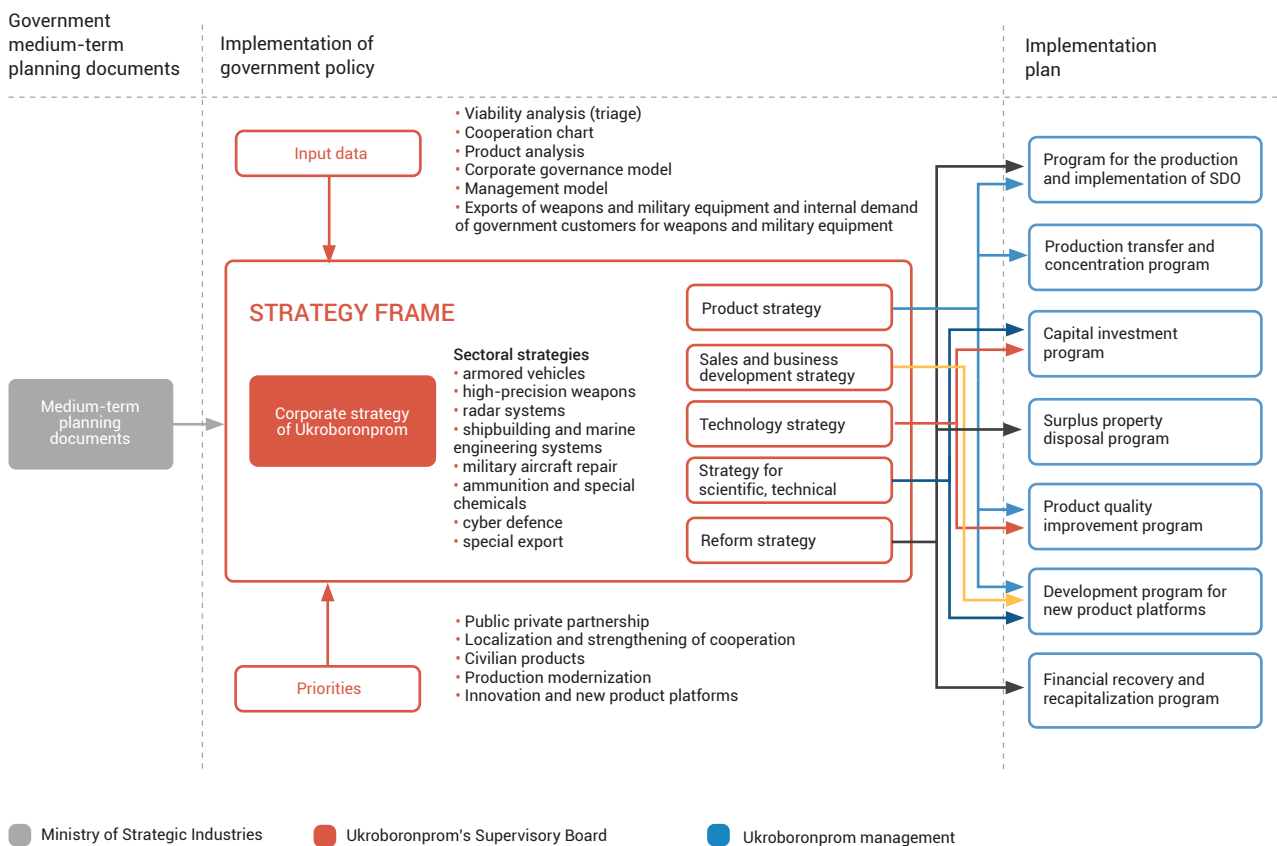 Government
medium-term
planning documents
Implementation of
government policy
Implementation
plan
Input data
• Viability analysis (triage)
• Cooperation chart
• Product analysis
• Corporate governance model
• Management model
• Exports of weapons and military equipment and internal demand
of government customers for weapons and military equipment
Medium-term
planning
documents
STRATEGY FRAME
Corporate strategy
of Ukroboronprom
Sectoral strategies
• armored vehicles
• high-precision weapons
• radar systems
• shipbuilding and marine
engineering systems
• military aircraft repair
• ammunition and special
chemicals
• cyber defence
• special export
Product strategy
Sales and business
development strategy
Technology strategy
Strategy for
scientific, technical
Reform strategy
Priorities
• Public private partnership
• Localization and strengthening of cooperation
• Civilian products
• Production modernization
• Innovation and new product platforms
Program for the production
and implementation of SDO
Production transfer and
concentration program
Capital investment
program
Surplus property
disposal program
Product quality
improvement program
Development program for
new product platforms
Financial recovery and
recapitalization program
Ministry of Strategic Industries
Ukroboronprom's Supervisory Board
Ukroboronprom management